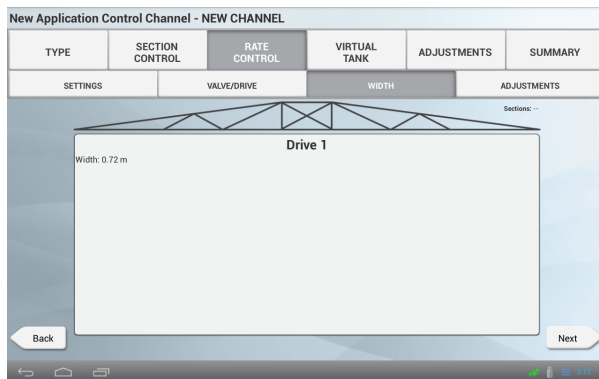 New Application Control Channel - NEW CHANNEL
TYPE
SECTION
CONTROL
RATE
CONTROL
VIRTUAL
TANK
ADJUSTMENTS
SUMMARY
SETTINGS
VALVE/DRIVE
WIDTH
ADJUSTMENTS
Sections: --
Drive 1
Width: 0.72 m
Back
Next